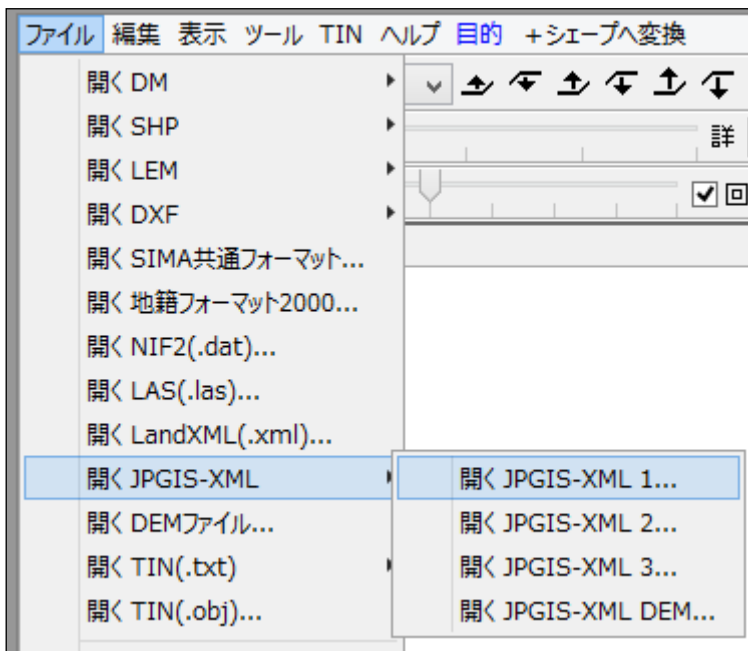 ファイル 編集 表示 ツール TIN ヘルプ 目的 +シェープへ変換
開く DM
開く SHP
詳
開く LEM
開く DXF
回
開く SIMA共通フォーマット...
開く 地籍フォーマット2000...
開く NIF2(.dat)...
開く LAS(.las)...
開く LandXML(.xml)...
開く JPGIS-XML
開く JPGIS-XML 1...
開く DEMファイル...
開く JPGIS-XML 2...
開く TIN(.txt)
開く JPGIS-XML 3...
開く TIN(.obj)...
開く JPGIS-XML DEM...